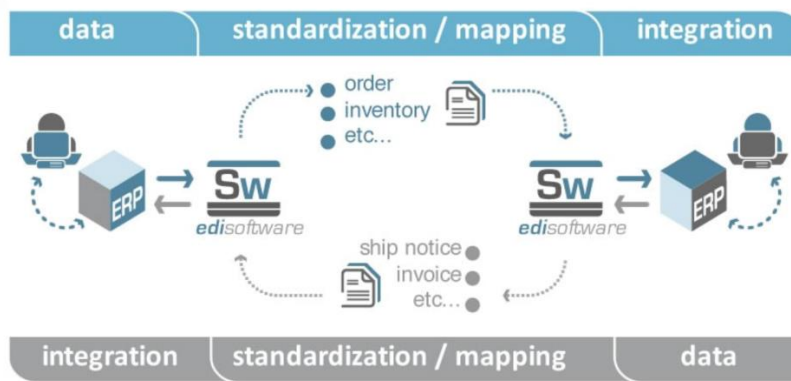 data
standardization / mapping
integration
order
inventory
etc...
ERP
SW
edisoftware
SW
edisoftware
ERP
ship notice
invoice
etc...
integration
standardization / mapping
data